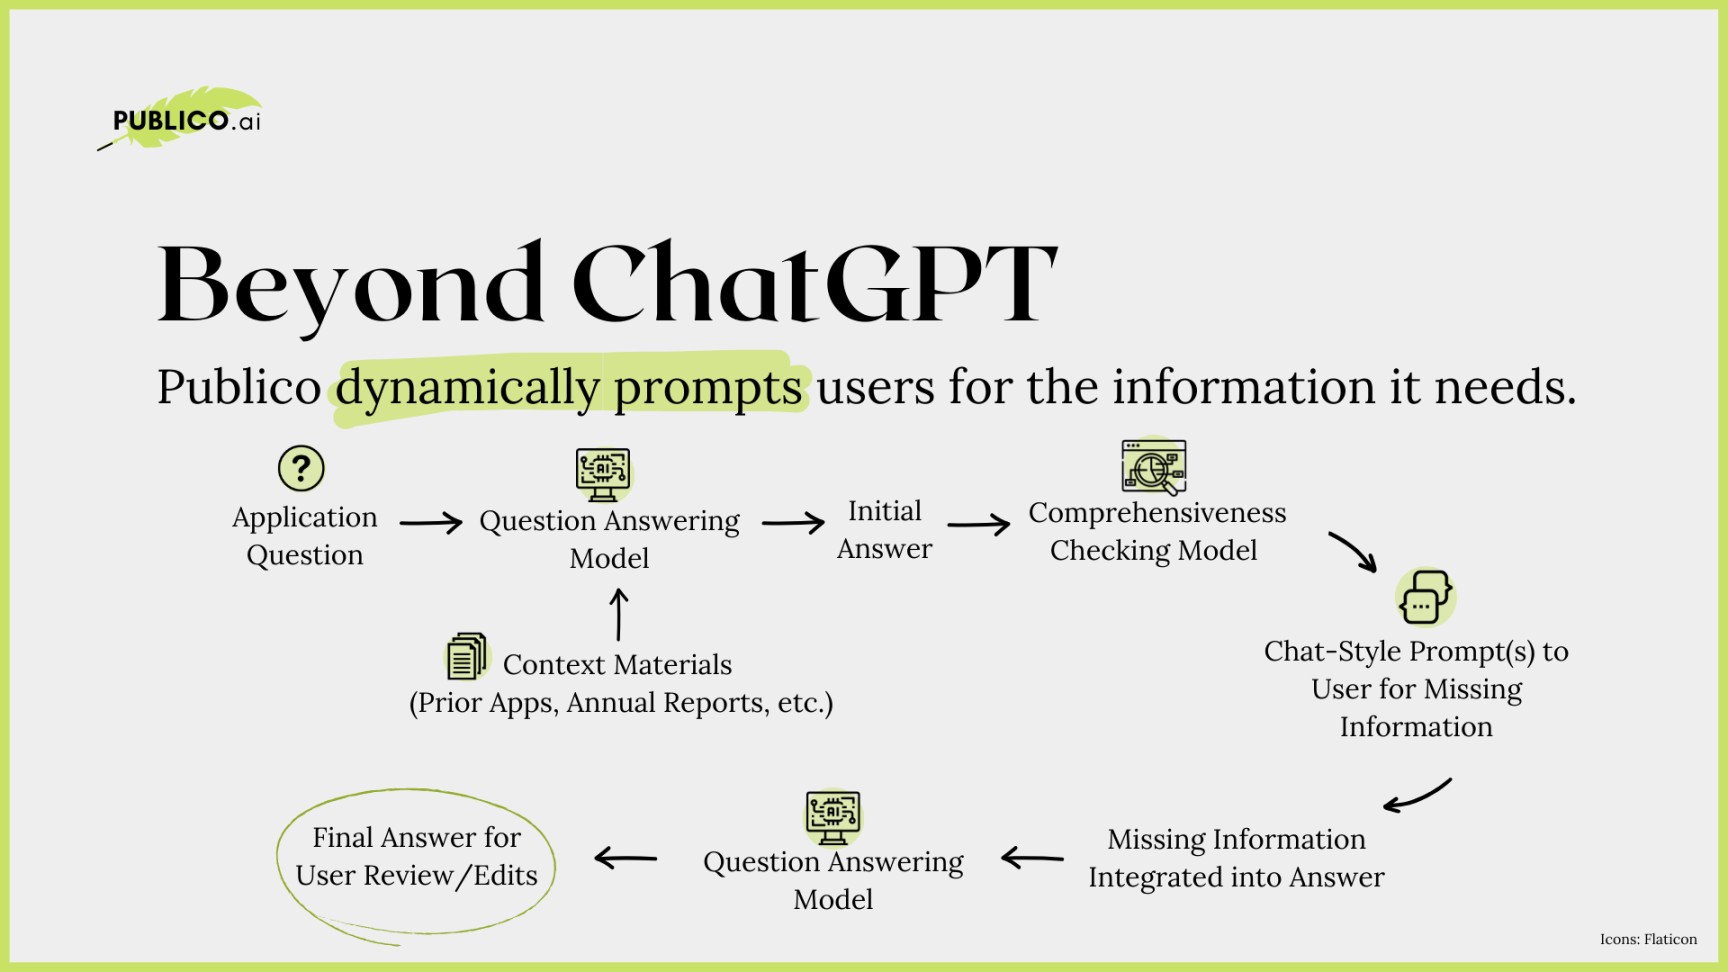 PUBLICO.ai
Beyond ChatGPT
Publico dynamically prompts users for the information it needs.
?
Application
Question
AI
Question Answering
Model
Initial
Answer
Comprehensiveness
Checking Model
Context Materials
(Prior Apps, Annual Reports, etc.)
Chat-Style Prompt(s) to
User for Missing
Information
Missing Information
Integrated into Answer
AI
Question Answering
Model
Final Answer for
User Review/Edits
Icons: Flaticon